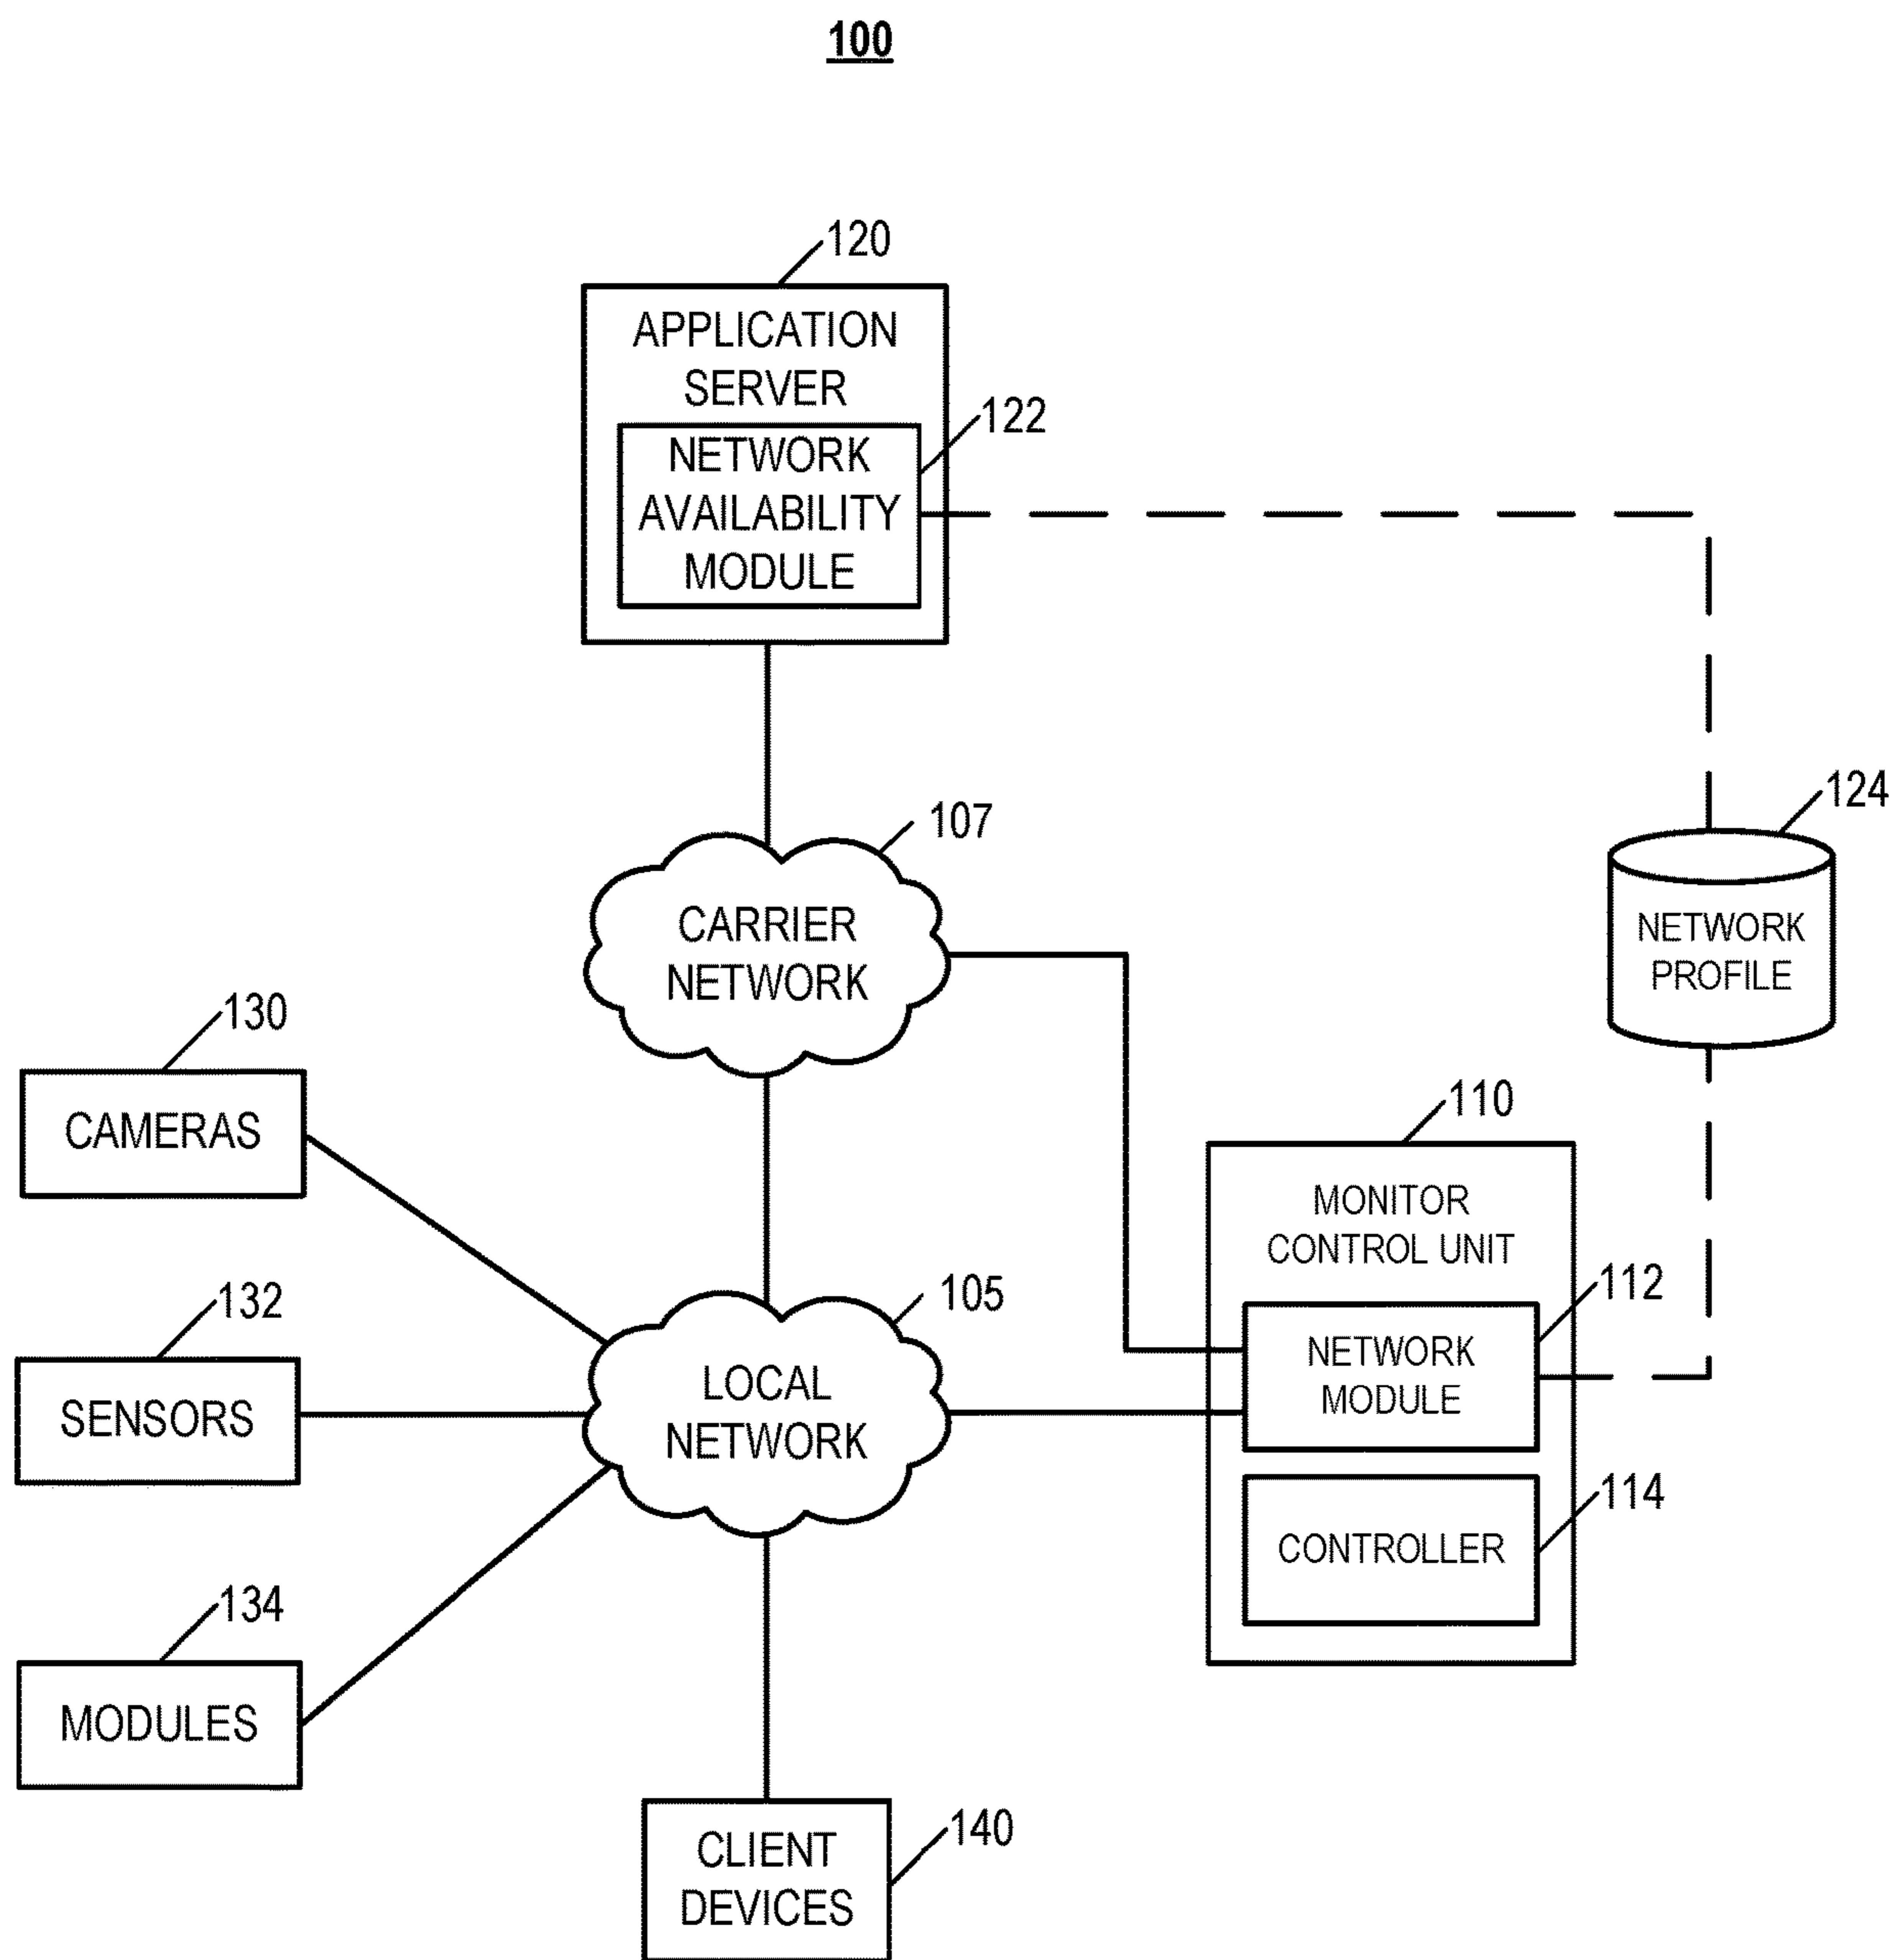 100
120
APPLICATION
SERVER
122
NETWORK
AVAILABILITY
MODULE
107
CARRIER
NETWORK
124
NETWORK
PROFILE
130
CAMERAS
110
MONITOR
CONTROL UNIT
112
NETWORK
MODULE
132
SENSORS
105
LOCAL
NETWORK
114
CONTROLLER
134
MODULES
140
CLIENT
DEVICES